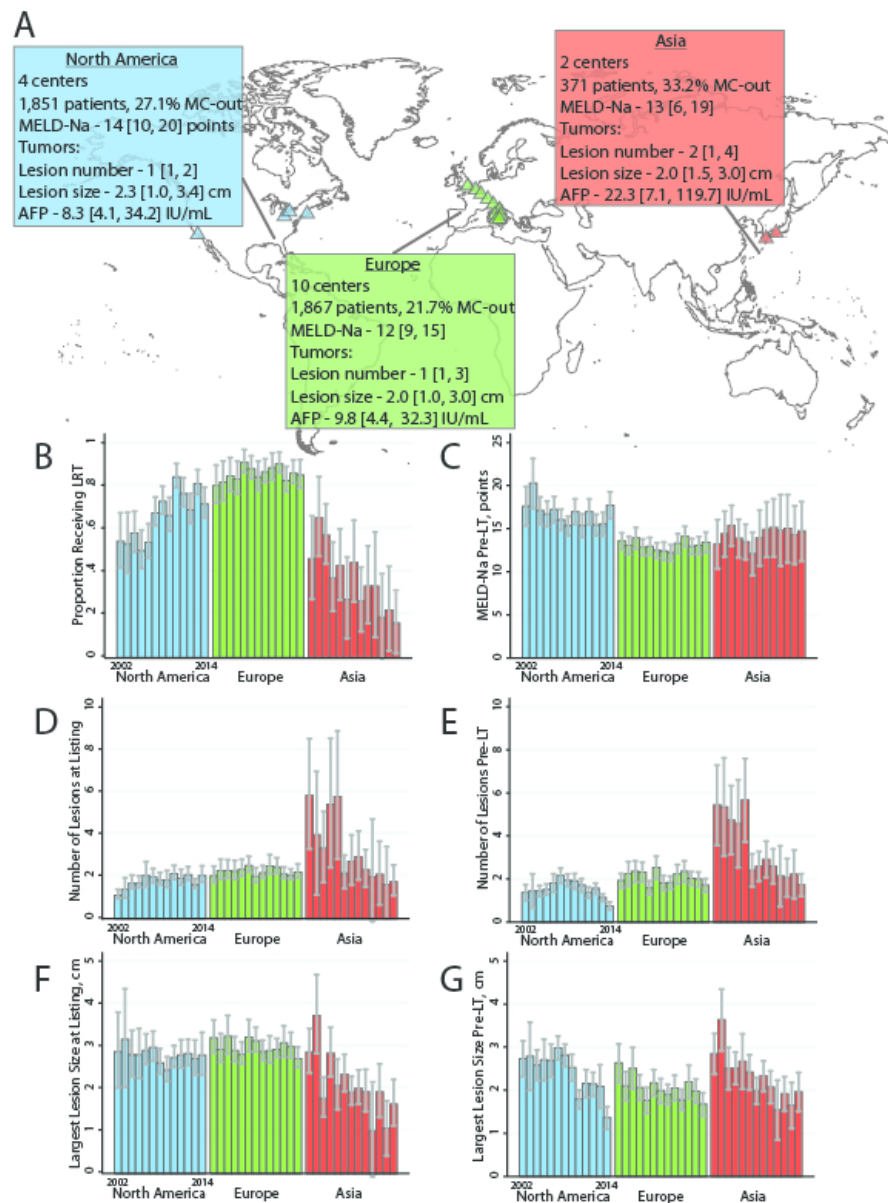 A
North America
4 centers
1,851 patients, 27.1% MC-out
MELD-Na - 14 [10, 20] points
Tumors:
Lesion number - 1 [1, 2]
Lesion size - 2.3 [1.0, 3.4] cm
AFP - 8.3 [4.1, 34.2] IU/mL
Asia
2 centers
371 patients, 33.2% MC-out
MELD-Na - 13 [6, 19]
Tumors:
Lesion number - 2 [1, 4]
Lesion size - 2.0 [1.5, 3.0] cm
AFP - 22.3 [7.1, 119.7] IU/mL
Europe
10 centers
1,867 patients, 21.7% MC-out
MELD-Na - 12 [9, 15]
Tumors:
Lesion number - 1 [1, 3]
Lesion size - 2.0 [1.0, 3.0] cm
AFP - 9.8 [4.4, 32.3] IU/mL
B
Proportion Receiving LRT
1
.8
.6
.4
.2
0
2002
2014
North America
Europe
Asia
C
MELD-Na Pre-LT, points
25
20
15
10
5
0
2002
2014
North America
Europe
Asia
D
Number of Lesions at Listing
10
8
6
4
2
0
2002
2014
North America
Europe
Asia
E
Number of Lesions Pre-LT
10
8
6
4
2
0
2002
2014
North America
Europe
Asia
F
Largest Lesion Size at Listing, cm
5
4
3
2
1
0
2002
2014
North America
Europe
Asia
G
Largest Lesion Size Pre-LT, cm
5
4
3
2
1
0
2002
2014
North America
Europe
Asia